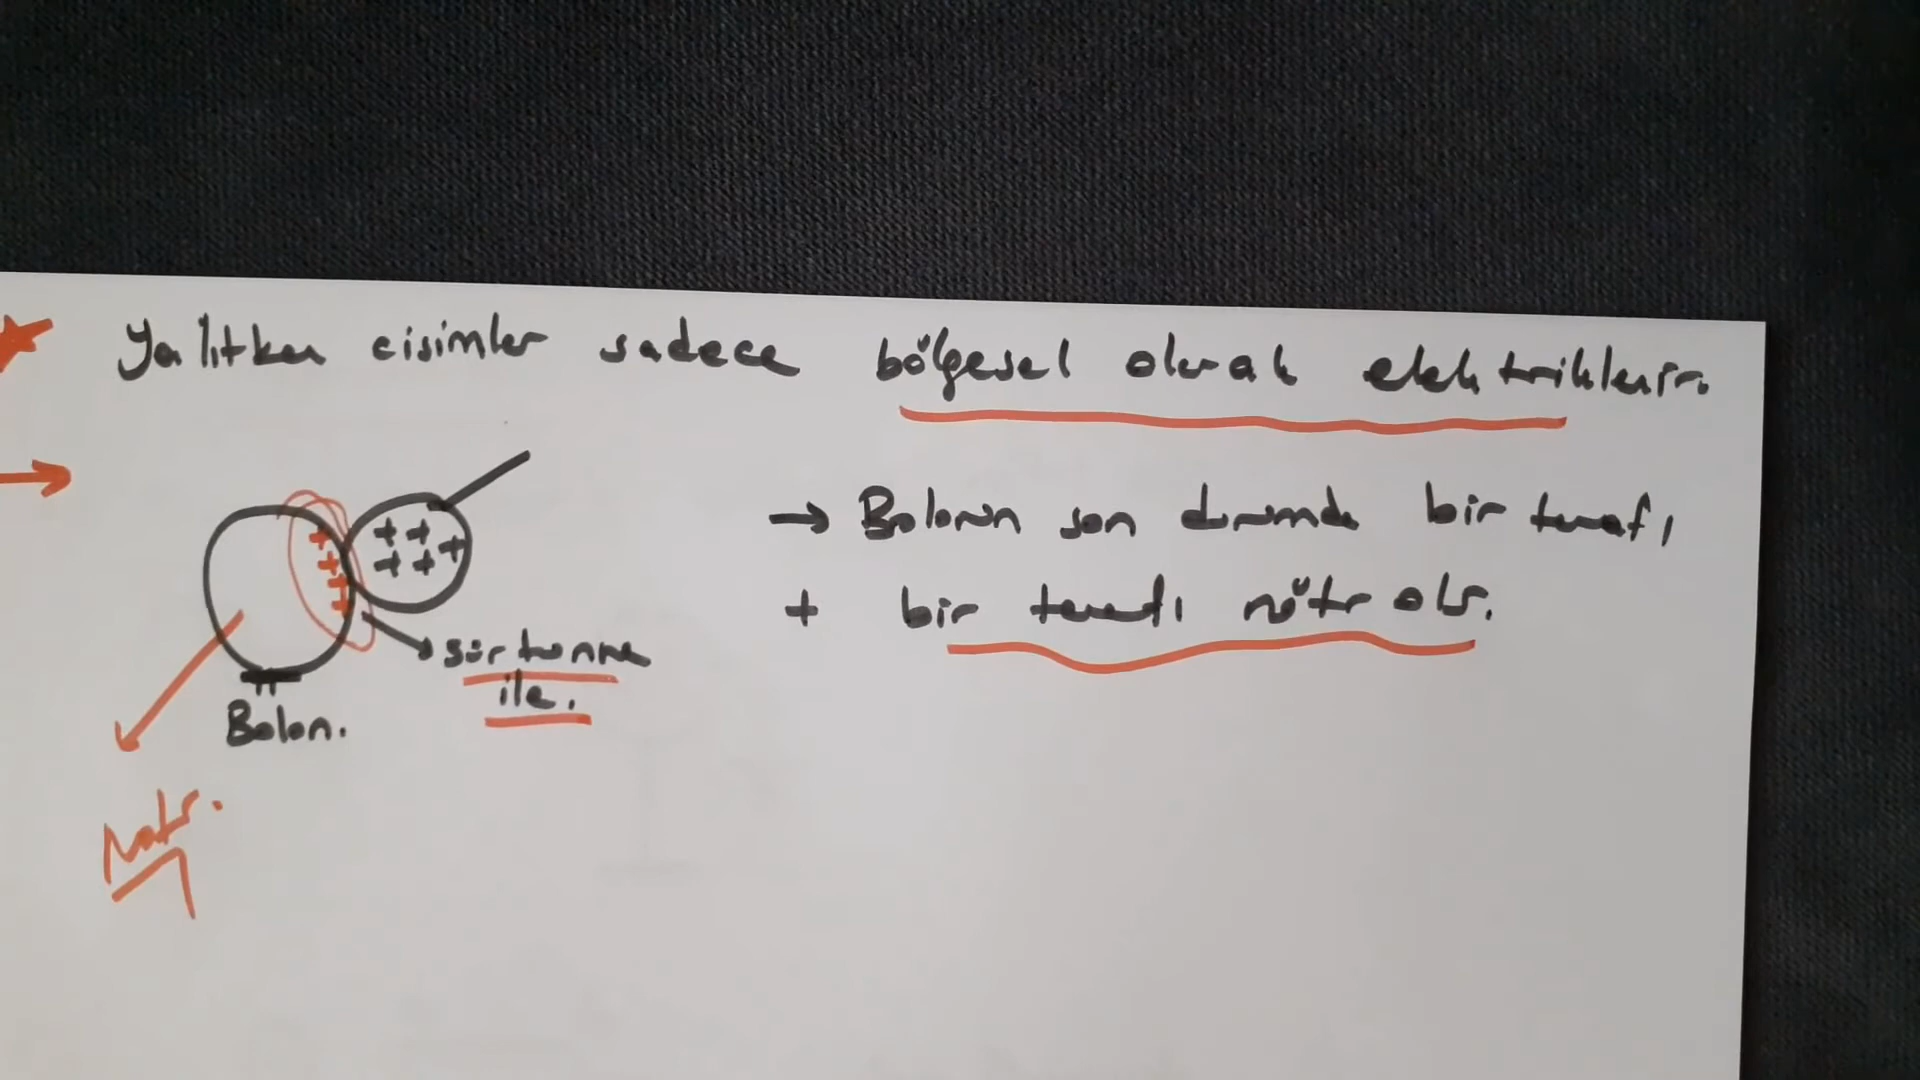 Yalıtkan cisimler sadece bölgesel olarak elektriklenir.
+ + + +
+ + + + +
→ Balonun son durumda bir tarafı
+ bir tarafı nötr olur.
sürtünme
ile.
Balon.
Nötr.